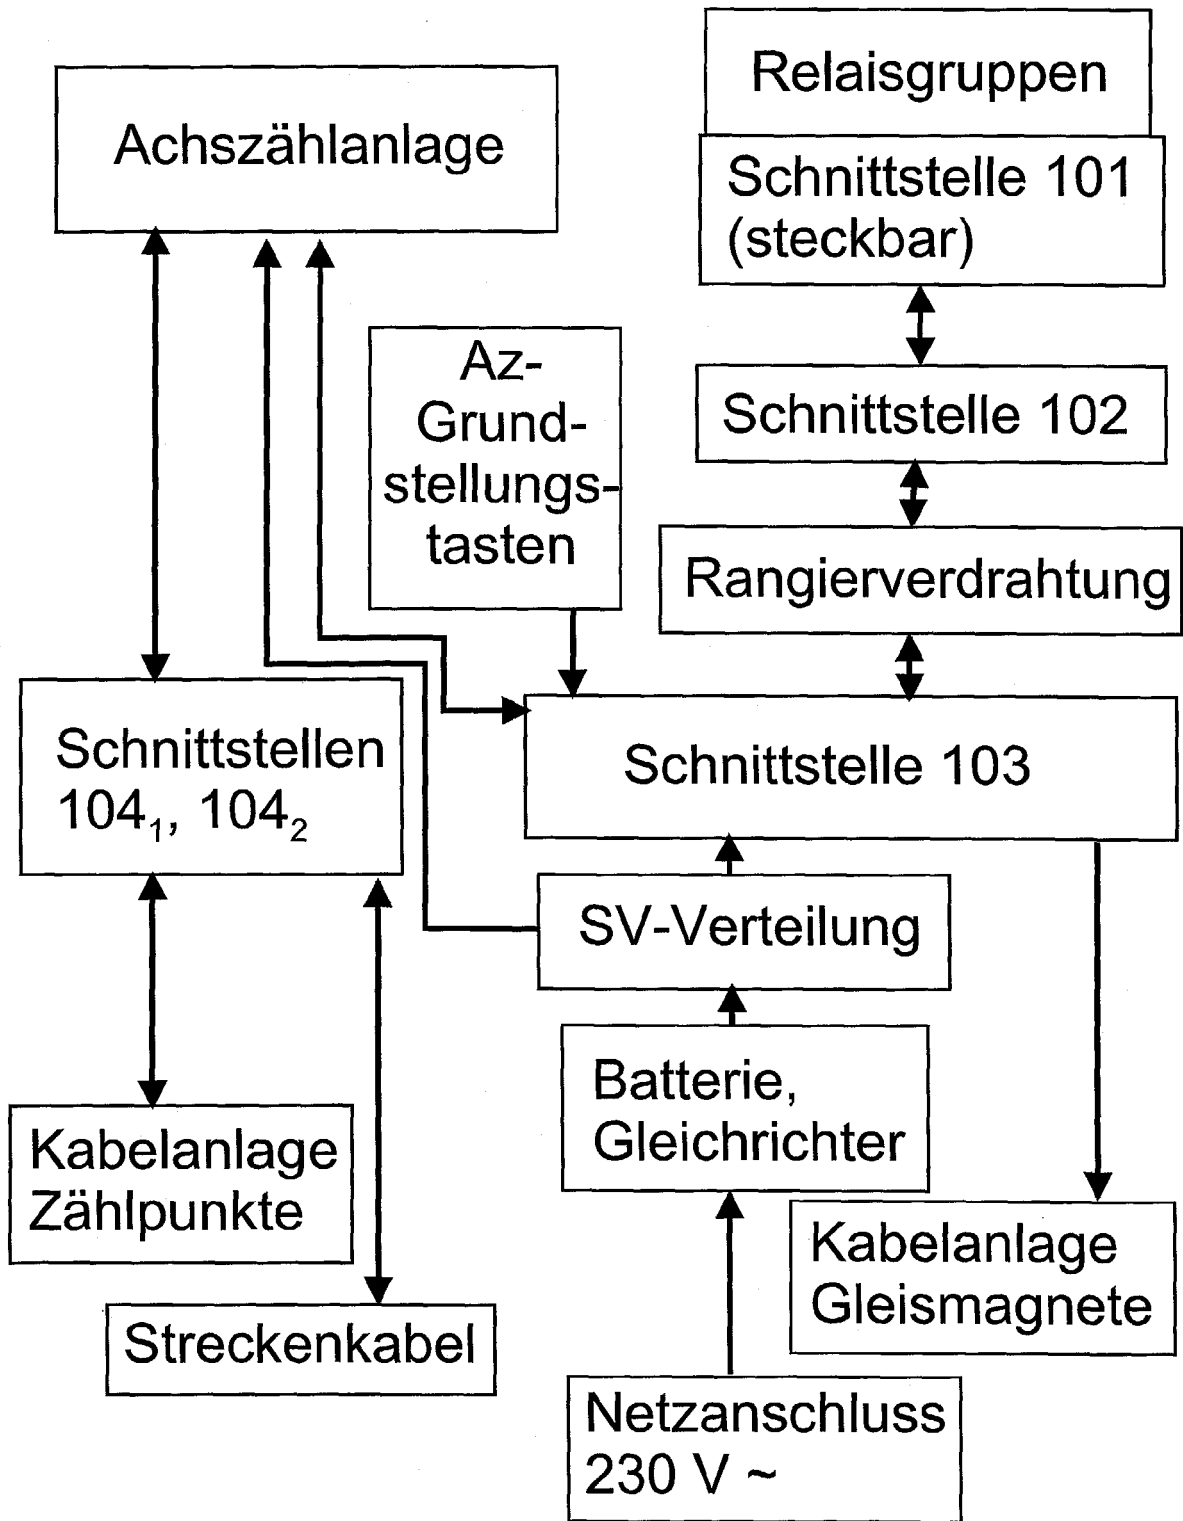 Relaisgruppen
Achszählanlage
Schnittstelle 101
(steckbar)
Az-
Grund-
stellungs-
tasten
Schnittstelle 102
Rangierverdrahtung
Schnittstellen
104₁, 104₂
Schnittstelle 103
SV-Verteilung
Batterie,
Gleichrichter
Kabelanlage
Zählpunkte
Kabelanlage
Gleismagnete
Streckenkabel
Netzanschluss
230 V ~